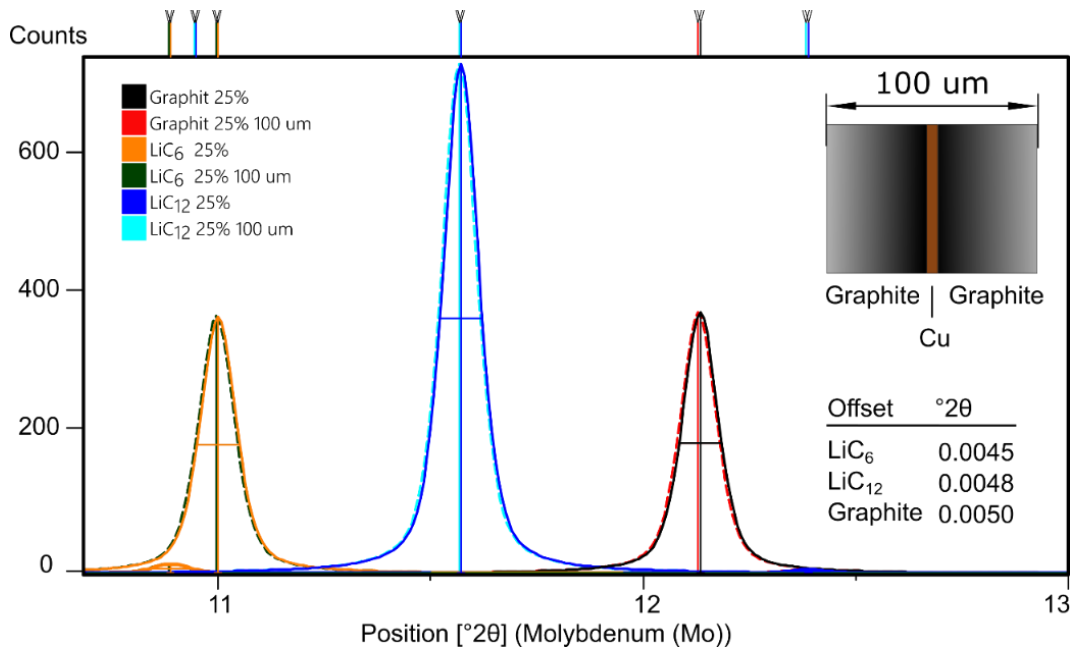 Counts
600
400
200
0
11
12
13
Position [°2θ] (Molybdenum (Mo))
Graphit 25%
Graphit 25% 100 um
LiC6 25%
LiC6 25% 100 um
LiC12 25%
LiC12 25% 100 um
100 um
Graphite | Graphite
Cu
Offset °2θ
LiC6 0.0045
LiC12 0.0048
Graphite 0.0050